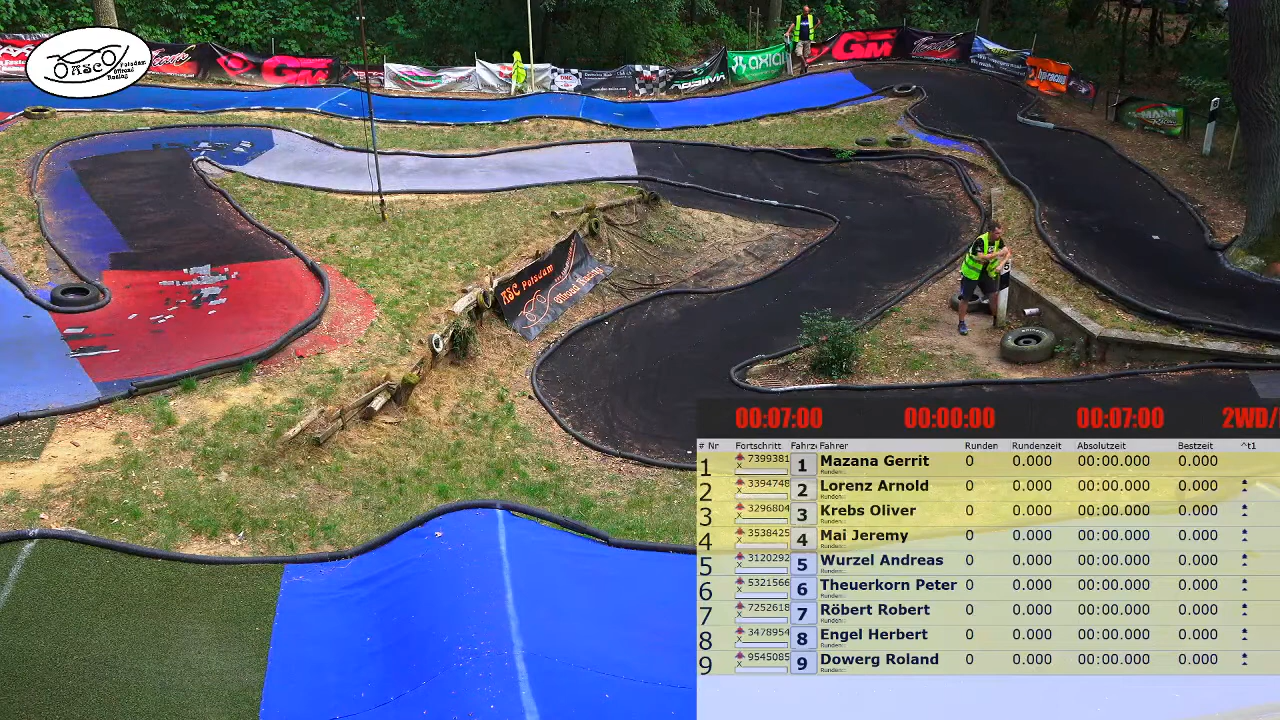 OASCO Potsdam
Offroad
Racing
GM
axial
ABSIMA
GM
hpi-racing
ASC Potsdam
00:07:00 00:00:00 00:07:00 2WD/
# Nr Fortschritt Fahrze Fahrer Runden Rundenzeit Absolutzeit Bestzeit ^t1
1 7399381 X 1 Mazana Gerrit 0 0.000 00:00.000 0.000
2 3394748 X 2 Lorenz Arnold 0 0.000 00:00.000 0.000
3 3296804 X 3 Krebs Oliver 0 0.000 00:00.000 0.000
4 3538425 X 4 Mai Jeremy 0 0.000 00:00.000 0.000
5 3120292 X 5 Wurzel Andreas 0 0.000 00:00.000 0.000
6 5321566 X 6 Theuerkorn Peter 0 0.000 00:00.000 0.000
7 7252618 X 7 Röbert Robert 0 0.000 00:00.000 0.000
8 3478954 X 8 Engel Herbert 0 0.000 00:00.000 0.000
9 9545085 X 9 Dowerg Roland 0 0.000 00:00.000 0.000